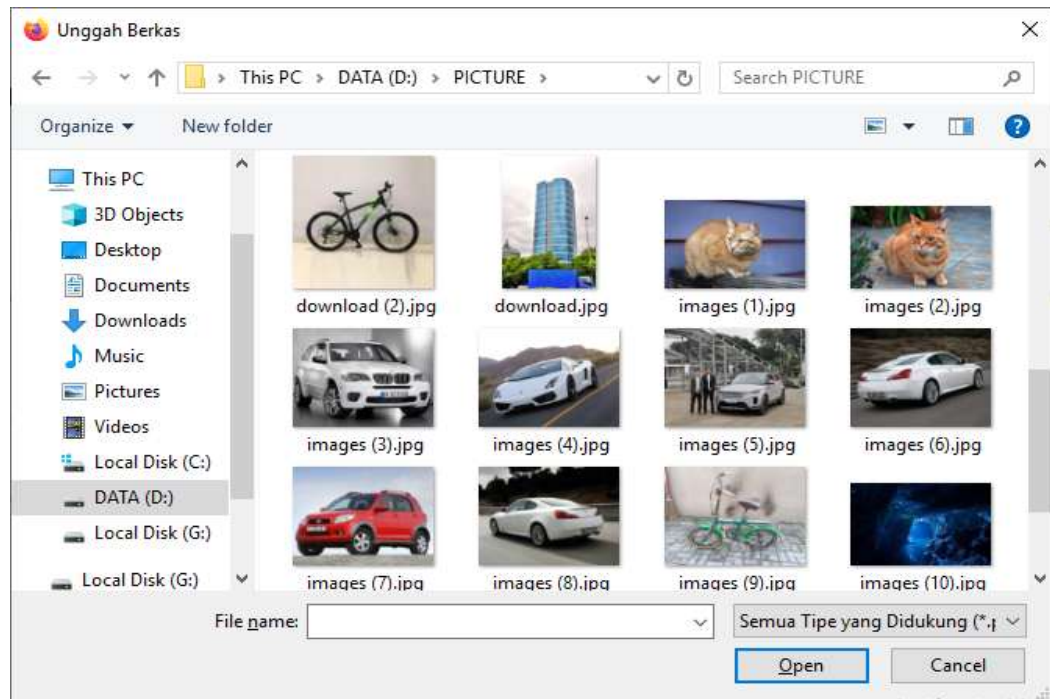 Unggah Berkas
This PC > DATA (D:) > PICTURE >
Search PICTURE
Organize
New folder
?
This PC
3D Objects
Desktop
Documents
Downloads
Music
Pictures
Videos
Local Disk (C:)
DATA (D:)
Local Disk (G:)
Local Disk (G:)
download (2).jpg
download.jpg
images (1).jpg
images (2).jpg
images (3).jpg
images (4).jpg
images (5).jpg
images (6).jpg
images (7).jpg
images (8).jpg
images (9).jpg
images (10).jpg
File name:
Semua Tipe yang Didukung (*.p
Open
Cancel